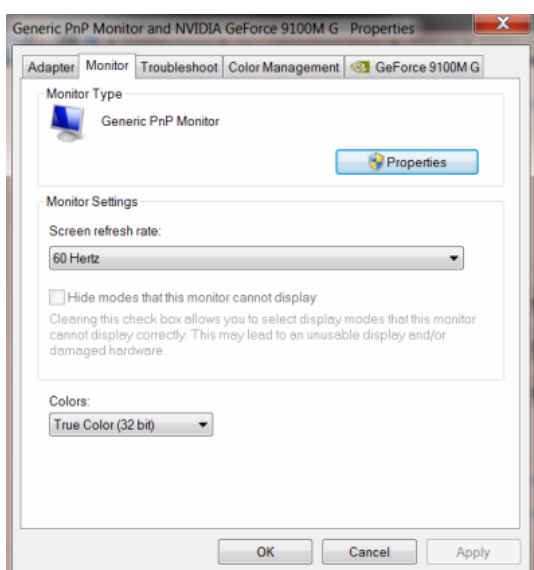 Generic PnP Monitor and NVIDIA GeForce 9100M G Properties
Adapter Monitor Troubleshoot Color Management GeForce 9100M G
Monitor Type
Generic PnP Monitor
Properties
Monitor Settings
Screen refresh rate:
60 Hertz
Hide modes that this monitor cannot display
Clearing this check box allows you to select display modes that this monitor
cannot display correctly. This may lead to an unusable display and/or
damaged hardware.
Colors:
True Color (32 bit)
OK Cancel Apply